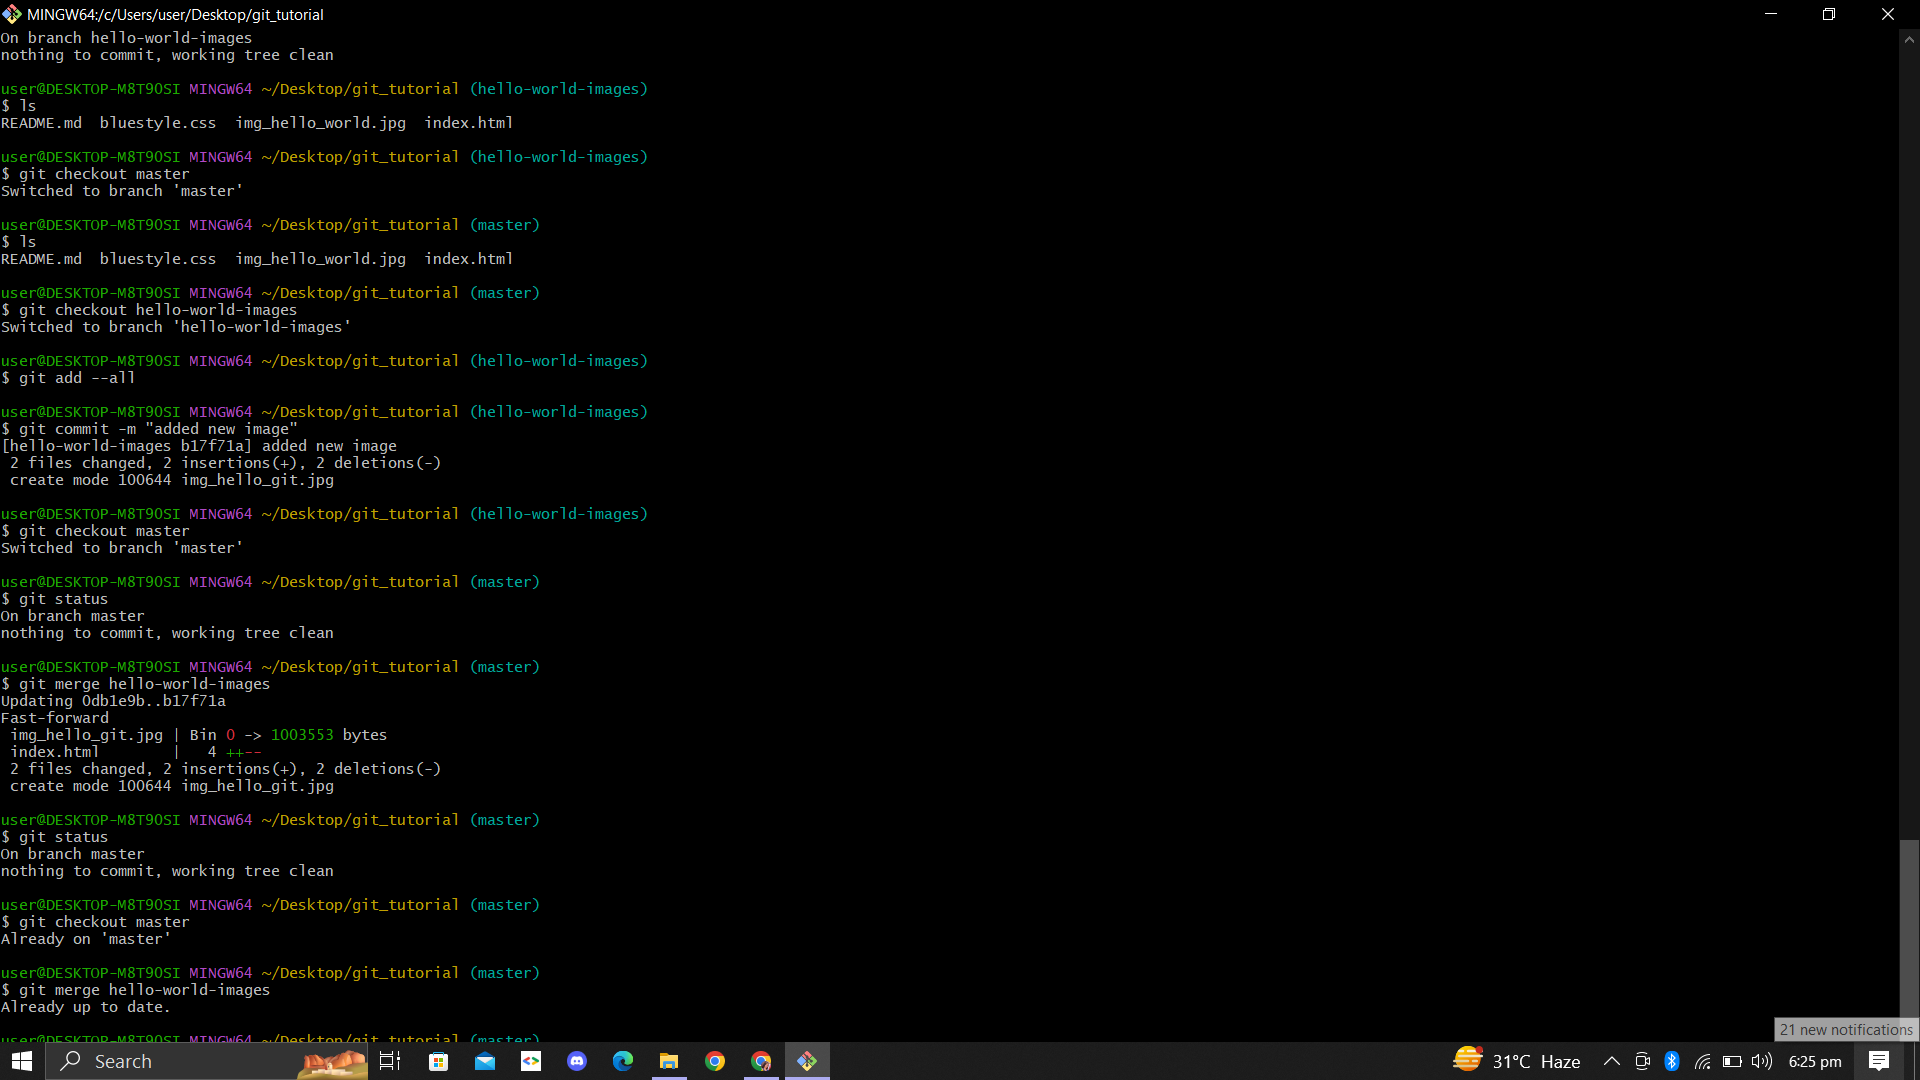 MINGW64:/c/Users/user/Desktop/git_tutorial
On branch hello-world-images
nothing to commit, working tree clean
user@DESKTOP-M8T9OSI MINGW64 ~/Desktop/git_tutorial (hello-world-images)
$ ls
README.md  bluestyle.css  img_hello_world.jpg  index.html
user@DESKTOP-M8T9OSI MINGW64 ~/Desktop/git_tutorial (hello-world-images)
$ git checkout master
Switched to branch 'master'
user@DESKTOP-M8T9OSI MINGW64 ~/Desktop/git_tutorial (master)
$ ls
README.md  bluestyle.css  img_hello_world.jpg  index.html
user@DESKTOP-M8T9OSI MINGW64 ~/Desktop/git_tutorial (master)
$ git checkout hello-world-images
Switched to branch 'hello-world-images'
user@DESKTOP-M8T9OSI MINGW64 ~/Desktop/git_tutorial (hello-world-images)
$ git add --all
user@DESKTOP-M8T9OSI MINGW64 ~/Desktop/git_tutorial (hello-world-images)
$ git commit -m "added new image"
[hello-world-images b17f71a] added new image
 2 files changed, 2 insertions(+), 2 deletions(-)
 create mode 100644 img_hello_git.jpg
user@DESKTOP-M8T9OSI MINGW64 ~/Desktop/git_tutorial (hello-world-images)
$ git checkout master
Switched to branch 'master'
user@DESKTOP-M8T9OSI MINGW64 ~/Desktop/git_tutorial (master)
$ git status
On branch master
nothing to commit, working tree clean
user@DESKTOP-M8T9OSI MINGW64 ~/Desktop/git_tutorial (master)
$ git merge hello-world-images
Updating 0db1e9b..b17f71a
Fast-forward
 img_hello_git.jpg | Bin 0 -> 1003553 bytes
 index.html        |   4 ++--
 2 files changed, 2 insertions(+), 2 deletions(-)
 create mode 100644 img_hello_git.jpg
user@DESKTOP-M8T9OSI MINGW64 ~/Desktop/git_tutorial (master)
$ git status
On branch master
nothing to commit, working tree clean
user@DESKTOP-M8T9OSI MINGW64 ~/Desktop/git_tutorial (master)
$ git checkout master
Already on 'master'
user@DESKTOP-M8T9OSI MINGW64 ~/Desktop/git_tutorial (master)
$ git merge hello-world-images
Already up to date.
user@DESKTOP-M8T9OSI MINGW64 ~/Desktop/git_tutorial (master)
21 new notifications
Search
31°C Haze
6:25 pm